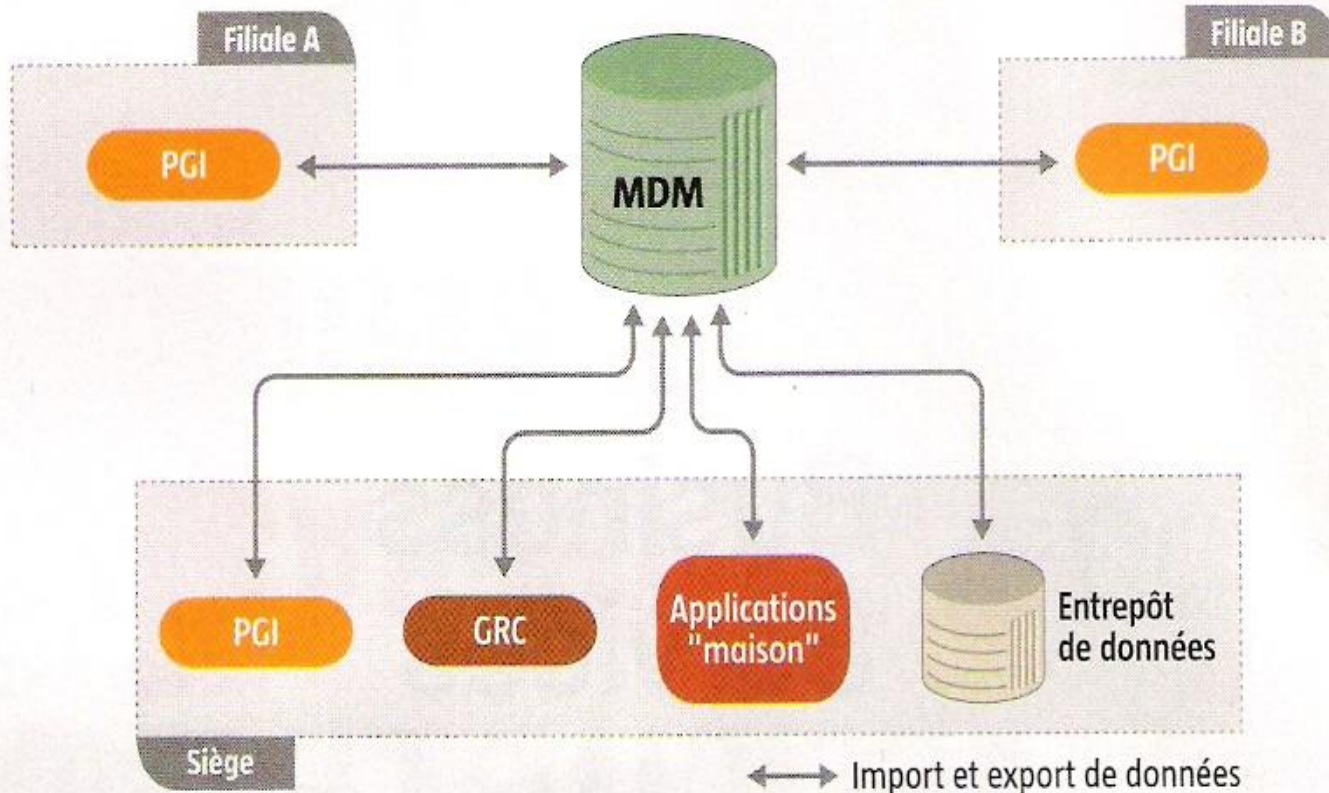 Filiale A
Filiale B
PGI
MDM
PGI
PGI
GRC
Applications
"maison"
Entrepôt
de données
Siège
Import et export de données